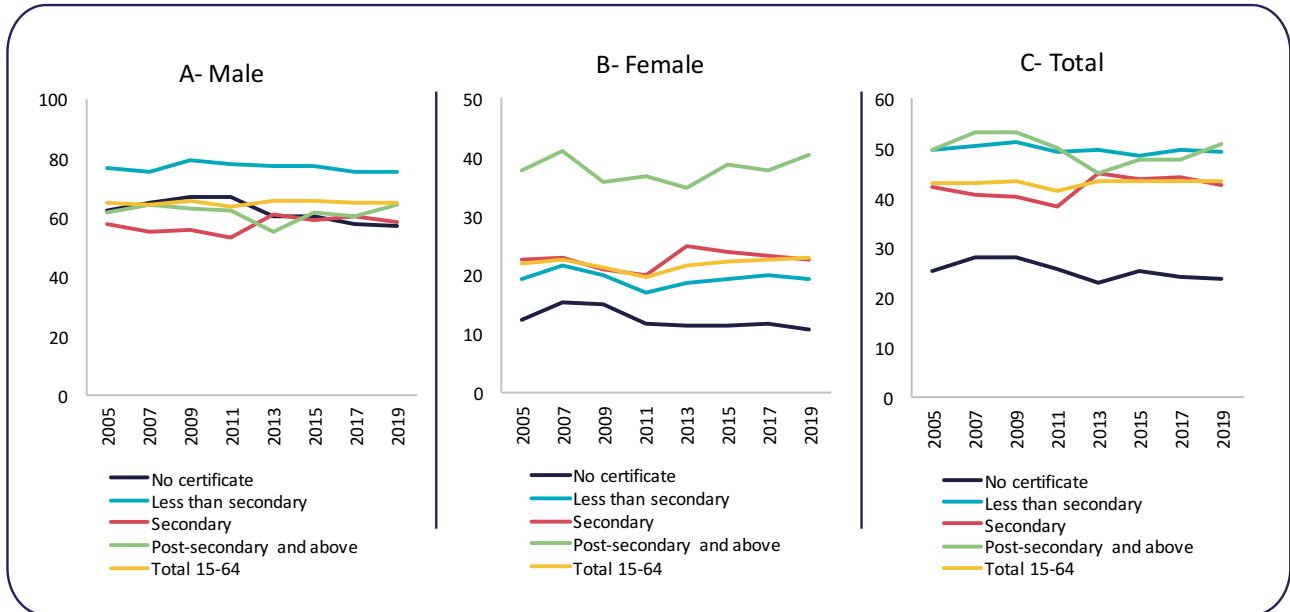 A- Male
100
80
60
40
20
0
2005
2007
2009
2011
2013
2015
2017
2019
No certificate
Less than secondary
Secondary
Post-secondary and above
Total 15-64
B- Female
50
40
30
20
10
0
2005
2007
2009
2011
2013
2015
2017
2019
No certificate
Less than secondary
Secondary
Post-secondary and above
Total 15-64
C- Total
60
50
40
30
20
10
0
2005
2007
2009
2011
2013
2015
2017
2019
No certificate
Less than secondary
Secondary
Post-secondary and above
Total 15-64